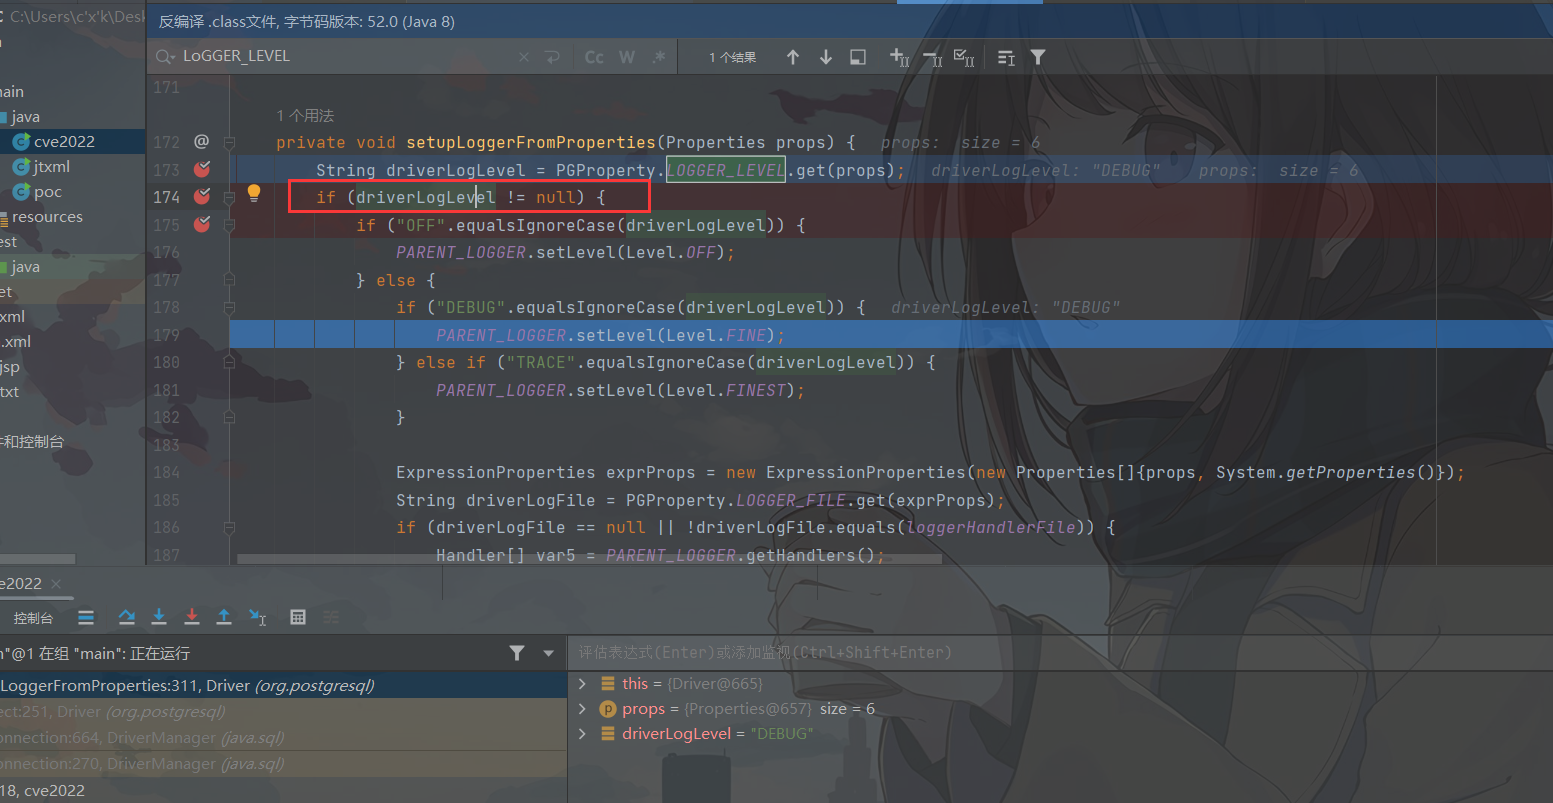 C:\Users\c'x'k\Desk
反编译 .class文件, 字节码版本: 52.0 (Java 8)
LoGGER_LEVEL
Cc W .*
1 个结果
ain
java
cve2022
jtxml
poc
resources
est
java
et
xml
.xml
jsp
txt
和控制台
171
1 个用法
172 @ private void setupLoggerFromProperties(Properties props) { props: size = 6
173 String driverLogLevel = PGProperty.LOGGER_LEVEL.get(props); driverLogLevel: "DEBUG" props: size = 6
174 if (driverLogLevel != null) {
175 if ("OFF".equalsIgnoreCase(driverLogLevel)) {
176 PARENT_LOGGER.setLevel(Level.OFF);
177 } else {
178 if ("DEBUG".equalsIgnoreCase(driverLogLevel)) { driverLogLevel: "DEBUG"
179 PARENT_LOGGER.setLevel(Level.FINE);
180 } else if ("TRACE".equalsIgnoreCase(driverLogLevel)) {
181 PARENT_LOGGER.setLevel(Level.FINEST);
182 }
183
184 ExpressionProperties exprProps = new ExpressionProperties(new Properties[]{props, System.getProperties()});
185 String driverLogFile = PGProperty.LOGGER_FILE.get(exprProps);
186 if (driverLogFile == null || !driverLogFile.equals(loggerHandlerFile)) {
187 Handler[] var5 = PARENT_LOGGER.getHandlers();
e2022
控制台
n"@1 在组 "main": 正在运行
评估表达式(Enter)或添加监视(Ctrl+Shift+Enter)
LoggerFromProperties:311, Driver (org.postgresql)
ect:251, Driver (org.postgresql)
onnection:664, DriverManager (java.sql)
onnection:270, DriverManager (java.sql)
18, cve2022
this = {Driver@665}
props = {Properties@657} size = 6
driverLogLevel = "DEBUG"